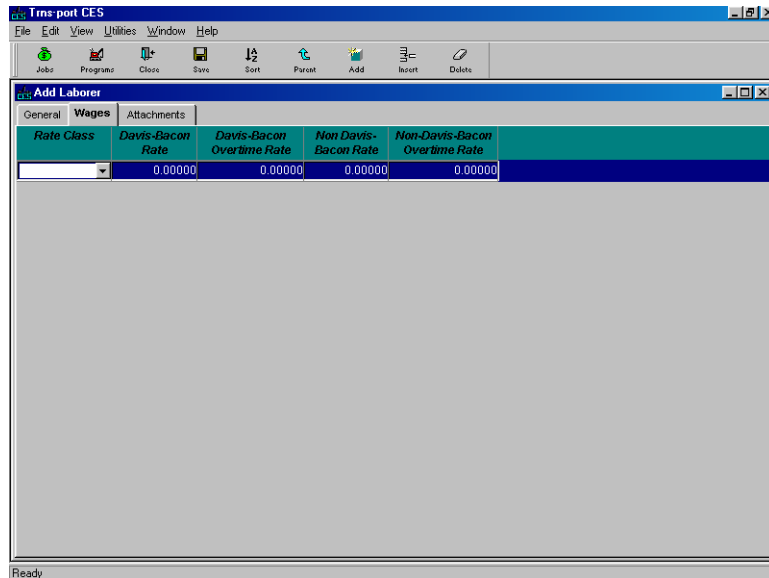 Trns·port CES
File Edit View Utilities Window Help
Jobs Programs Close Save Sort Parent Add Insert Delete
Add Laborer
General Wages Attachments
Rate Class Davis-Bacon Davis-Bacon Non Davis- Non-Davis-Bacon
Rate Overtime Rate Bacon Rate Overtime Rate
0.00000 0.00000 0.00000 0.00000
Ready